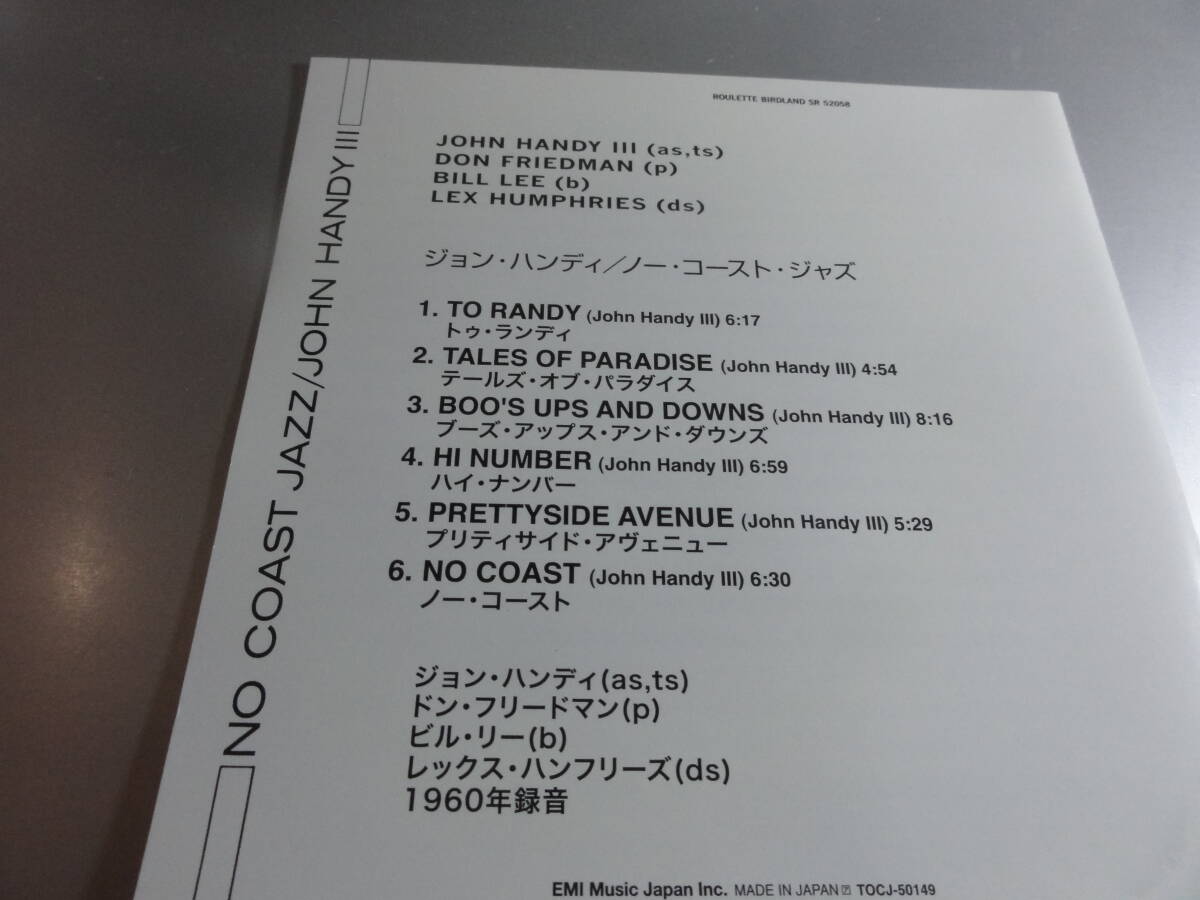 ROULETTE BIRDLAND SR 52058
NO COAST JAZZ/JOHN HANDY III
JOHN HANDY III (as,ts)
DON FRIEDMAN (p)
BILL LEE (b)
LEX HUMPHRIES (ds)
ジョン・ハンディ/ノー・コースト・ジャズ
1. TO RANDY (John Handy III) 6:17
トゥ・ランディ
2. TALES OF PARADISE (John Handy III) 4:54
テールズ・オブ・パラダイス
3. BOO'S UPS AND DOWNS (John Handy III) 8:16
ブーズ・アップス・アンド・ダウンズ
4. HI NUMBER (John Handy III) 6:59
ハイ・ナンバー
5. PRETTYSIDE AVENUE (John Handy III) 5:29
プリティサイド・アヴェニュー
6. NO COAST (John Handy III) 6:30
ノー・コースト
ジョン・ハンディ(as,ts)
ドン・フリードマン(p)
ビル・リー(b)
レックス・ハンフリーズ(ds)
1960年録音
EMI Music Japan Inc. MADE IN JAPAN Ⓟ TOCJ-50149